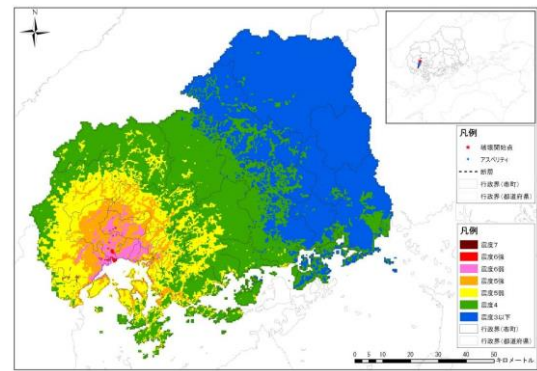 N
凡例
破壊開始点
アスペリティ
断層
行政界(市町)
行政界(都道府県)
凡例
震度7
震度6強
震度6弱
震度5強
震度5弱
震度4
震度3以下
行政界(市町)
行政界(都道府県)
0 5 10 20 30 40 50
キロメートル